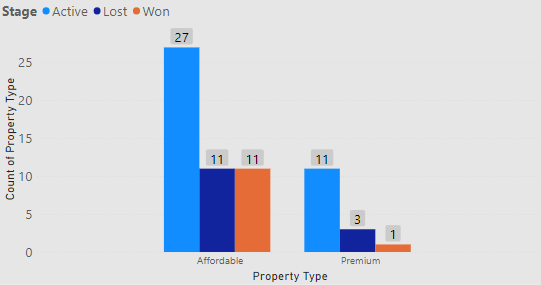 Stage Active Lost Won
Count of Property Type
25
20
15
10
5
0
27
11
11
11
3
1
Affordable
Premium
Property Type